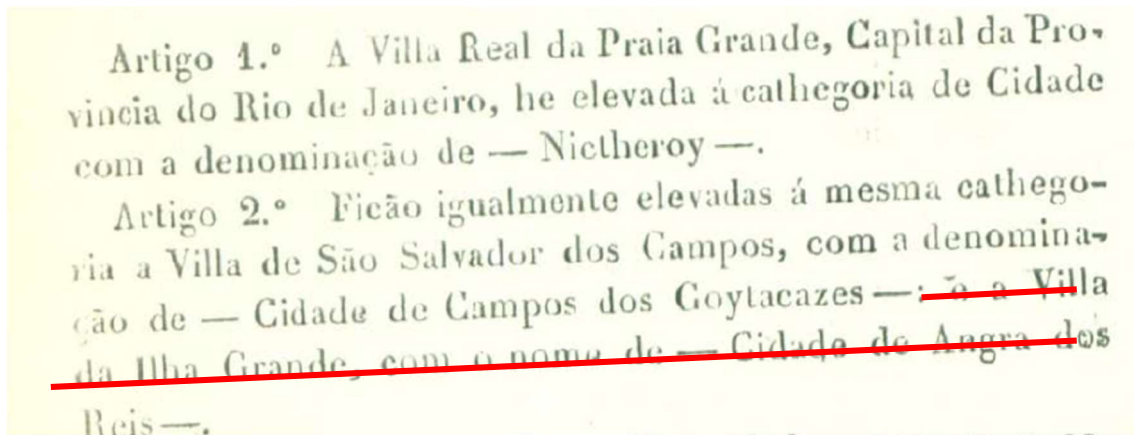 Artigo 1.º A Villa Real da Praia Grande, Capital da Pro-
vincia do Rio de Janeiro, he elevada á cathegoria de Cidade
com a denominação de — Nictheroy —.
Artigo 2.º Ficão igualmente elevadas á mesma cathego-
ria a Villa de São Salvador dos Campos, com a denomina-
ção de — Cidade de Campos dos Goytacazes — ; e a Villa
da Ilha Grande, com o nome de — Cidade de Angra dos
Reis —.